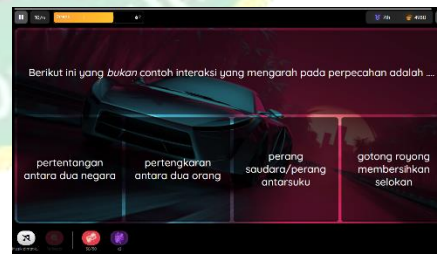 Berikut ini yang bukan contoh interaksi yang mengarah pada perpecahan adalah ....
pertentangan
antara dua negara
pertengkaran
antara dua orang
perang
saudara/perang
antarsuku
gotong royong
membersihkan
selokan